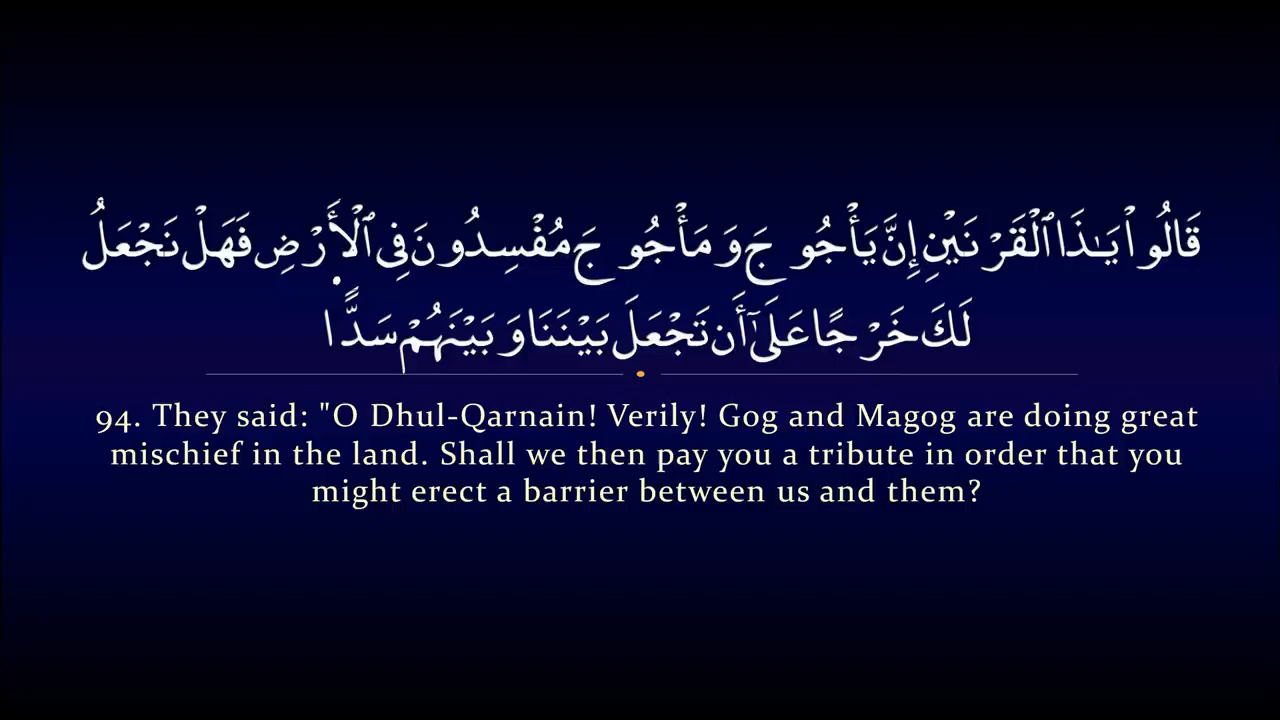 قَالُواْ يَـٰذَا ٱلْقَرْنَيْنِ إِنَّ يَأْجُوجَ وَمَأْجُوجَ مُفْسِدُونَ فِى ٱلْأَرْضِ فَهَلْ نَجْعَلُ
لَكَ خَرْجًا عَلَىٰٓ أَن تَجْعَلَ بَيْنَنَا وَبَيْنَهُمْ سَدًّا
94. They said: "O Dhul-Qarnain! Verily! Gog and Magog are doing great
mischief in the land. Shall we then pay you a tribute in order that you
might erect a barrier between us and them?